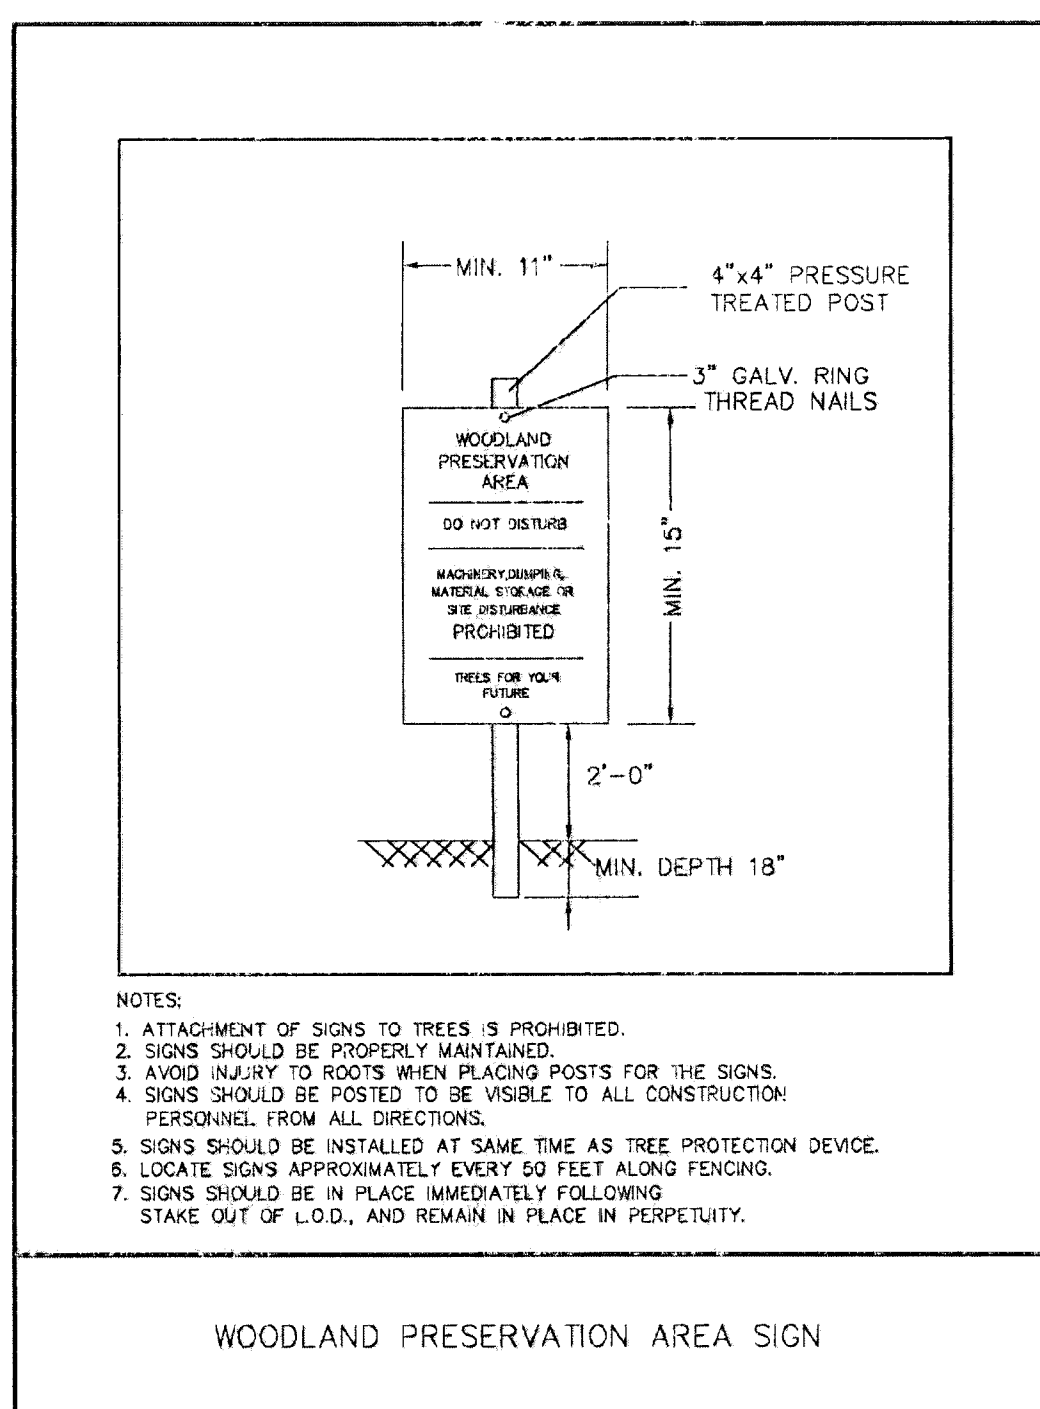 MIN. 11"
4"x4" PRESSURE
TREATED POST
3" GALV. RING
THREAD NAILS
WOODLAND
PRESERVATION
AREA
DO NOT DISTURB
MACHINERY,DUMPING,
MATERIAL STORAGE OR
SITE DISTURBANCE
PROHIBITED
TREES FOR YOUR
FUTURE
MIN. 15"
2'-0"
MIN. DEPTH 18"
NOTES:
1. ATTACHMENT OF SIGNS TO TREES IS PROHIBITED.
2. SIGNS SHOULD BE PROPERLY MAINTAINED.
3. AVOID INJURY TO ROOTS WHEN PLACING POSTS FOR THE SIGNS.
4. SIGNS SHOULD BE POSTED TO BE VISIBLE TO ALL CONSTRUCTION
PERSONNEL FROM ALL DIRECTIONS.
5. SIGNS SHOULD BE INSTALLED AT SAME TIME AS TREE PROTECTION DEVICE.
6. LOCATE SIGNS APPROXIMATELY EVERY 50 FEET ALONG FENCING.
7. SIGNS SHOULD BE IN PLACE IMMEDIATELY FOLLOWING
STAKE OUT OF L.O.D., AND REMAIN IN PLACE IN PERPETUITY.
WOODLAND PRESERVATION AREA SIGN